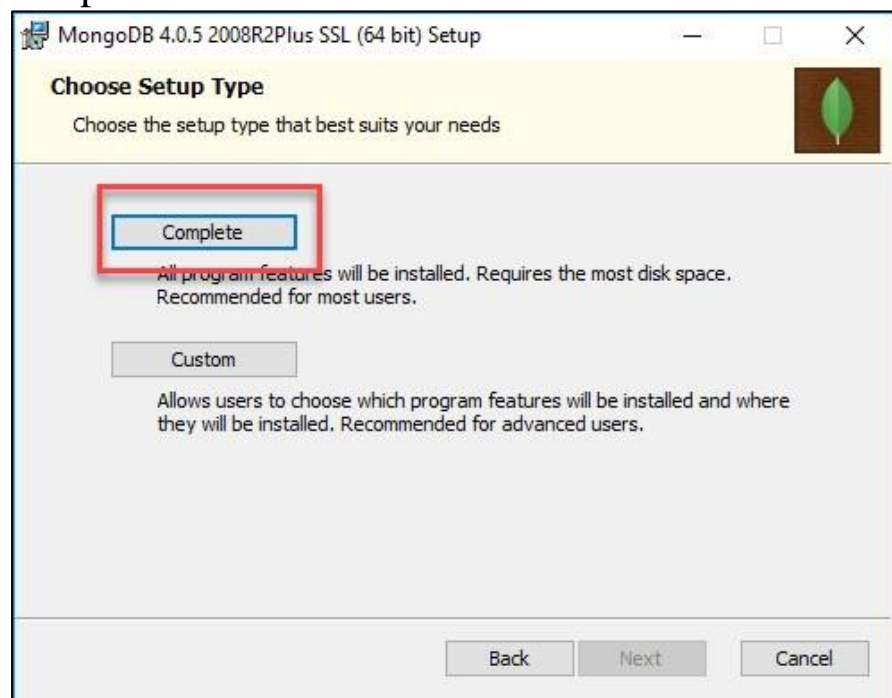 MongoDB 4.0.5 2008R2Plus SSL (64 bit) Setup
Choose Setup Type
Choose the setup type that best suits your needs
Complete
All program features will be installed. Requires the most disk space.
Recommended for most users.
Custom
Allows users to choose which program features will be installed and where
they will be installed. Recommended for advanced users.
Back Next Cancel